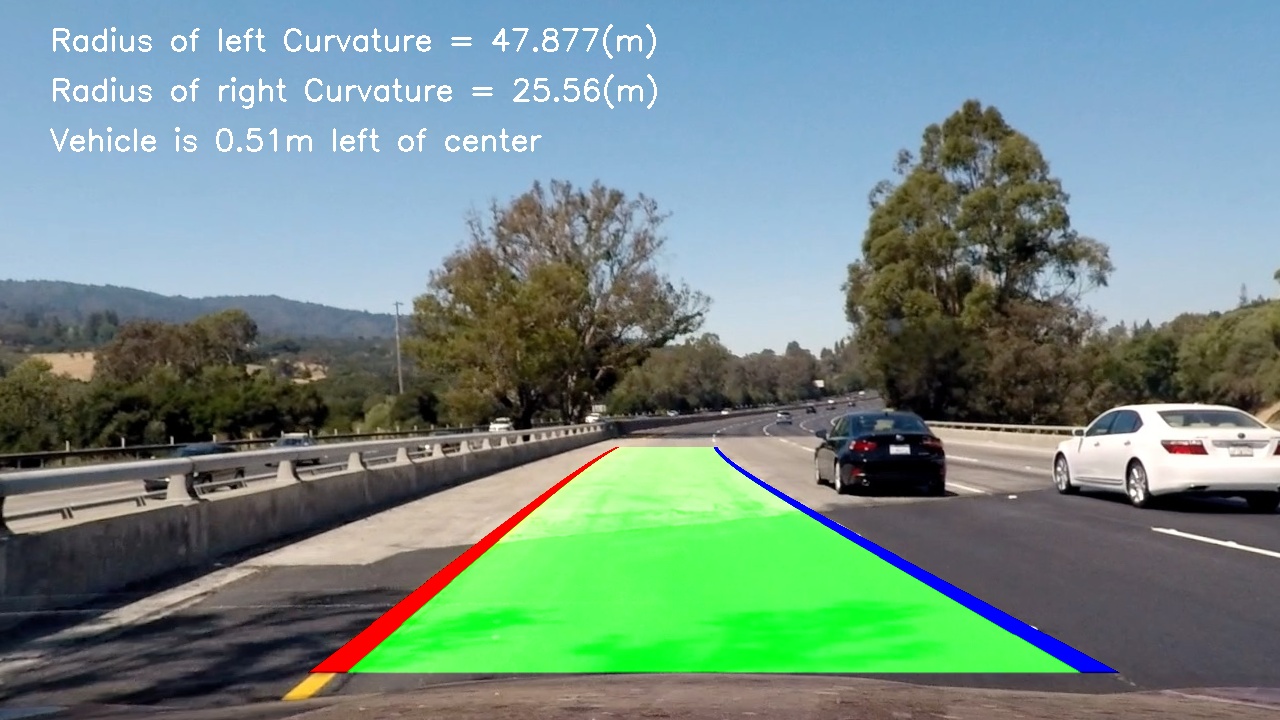 Radius of left Curvature = 47.877(m)
Radius of right Curvature = 25.56(m)
Vehicle is 0.51m left of center